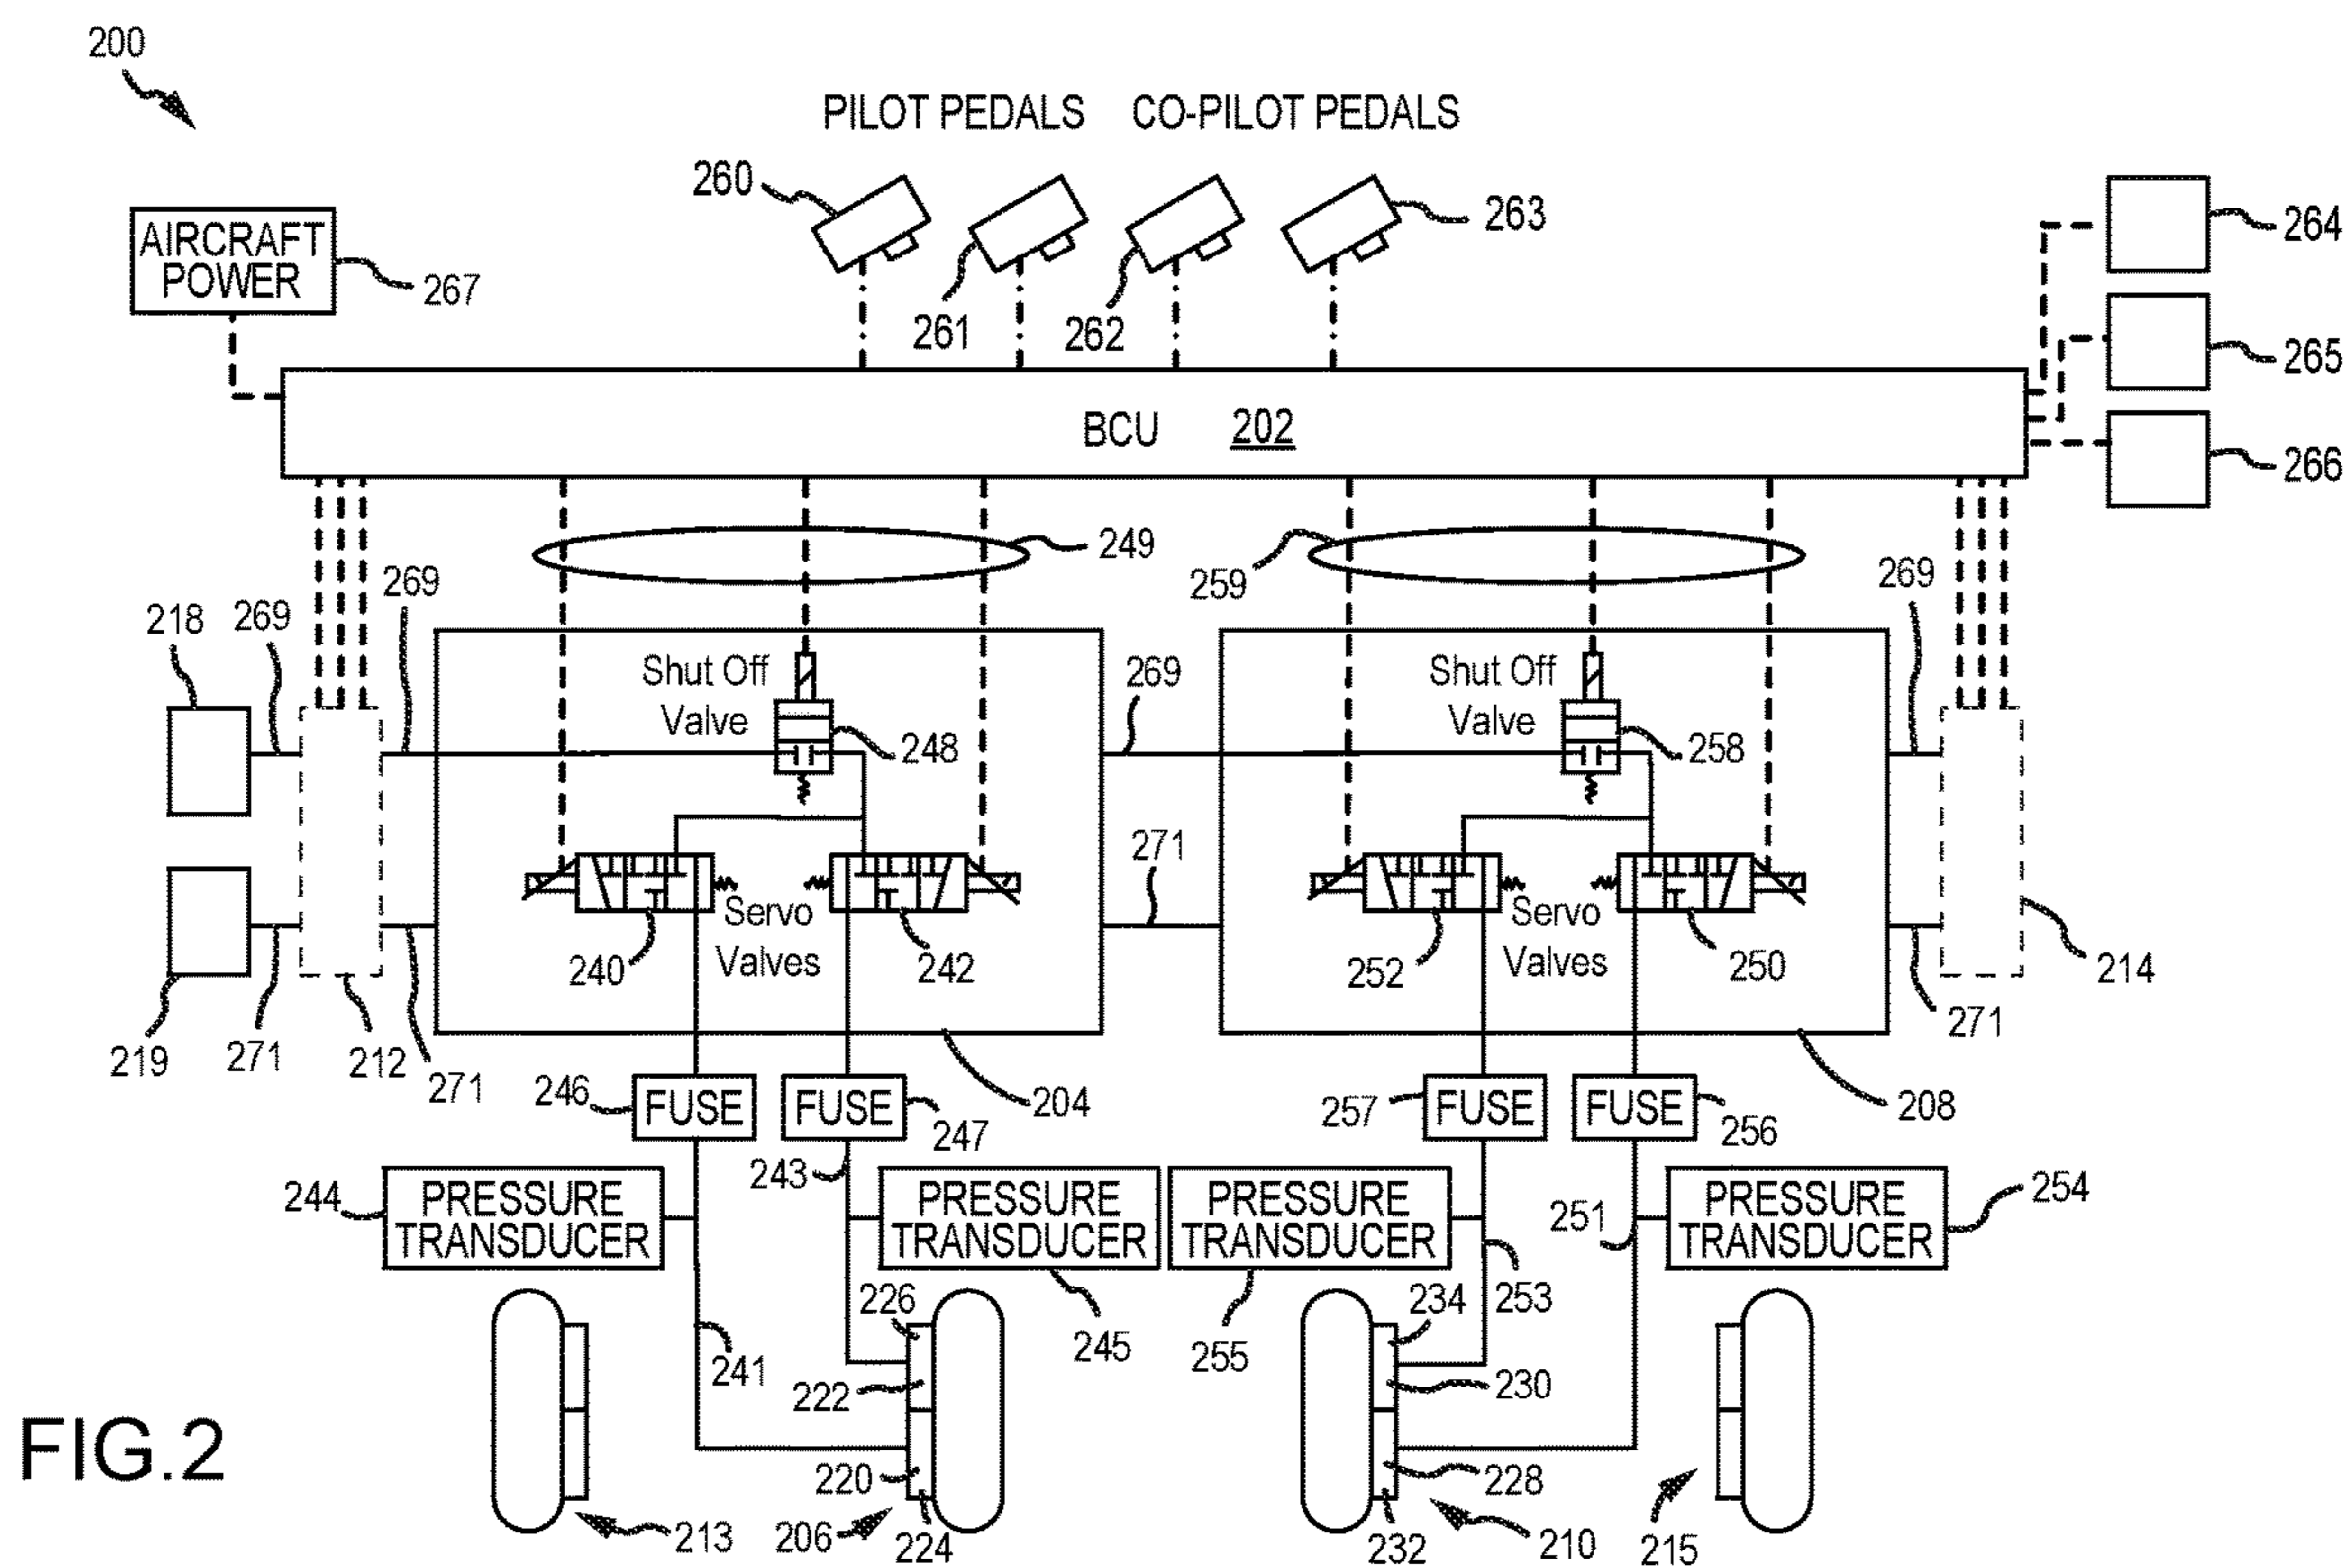 200
PILOT PEDALS CO-PILOT PEDALS
260
263
264
AIRCRAFT
POWER
267
261
262
265
BCU 202
266
249
259
269
269
218
269
Shut Off
Valve
248
269
Shut Off
Valve
258
271
240
Servo
Valves
242
252
Servo
Valves
250
214
219
271
212
271
271
246
FUSE
FUSE
247
204
257
FUSE
FUSE
256
208
243
244
PRESSURE
TRANSDUCER
PRESSURE
TRANSDUCER
PRESSURE
TRANSDUCER
251
PRESSURE
TRANSDUCER
254
226
234
253
241
245
255
222
230
FIG.2
220
228
213
206
224
232
210
215